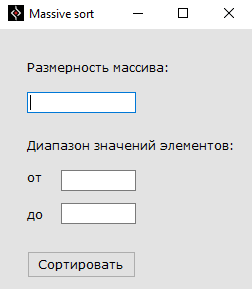 Massive sort
Размерность массива:
Диапазон значений элементов:
от
до
Сортировать